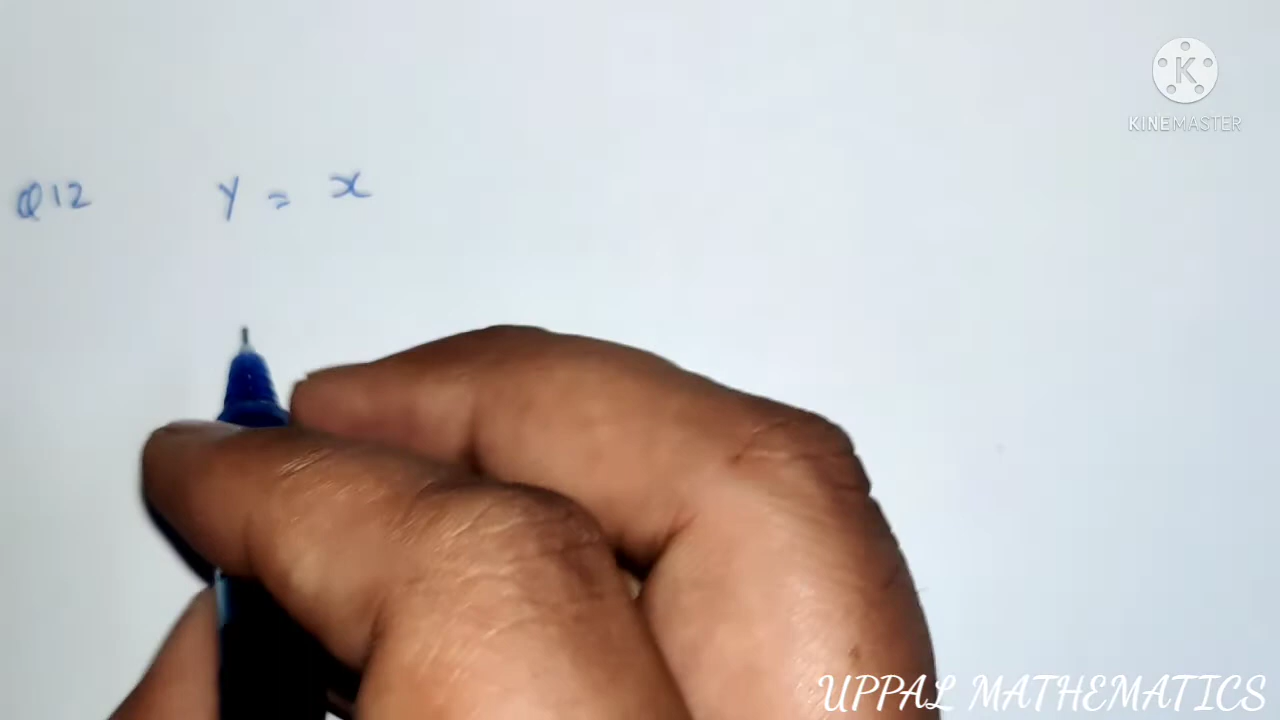 K
KINEMASTER
Q12 y = x
UPPAL MATHEMATICS